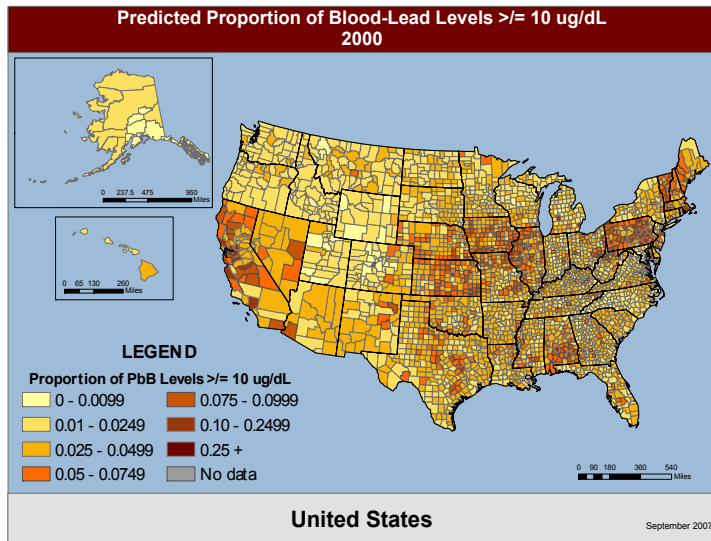 Predicted Proportion of Blood-Lead Levels >/= 10 ug/dL
2000
0 237.5 475 950
Miles
0 65 130 260
Miles
LEGEND
Proportion of PbB Levels >/= 10 ug/dL
0 - 0.0099
0.01 - 0.0249
0.025 - 0.0499
0.05 - 0.0749
0.075 - 0.0999
0.10 - 0.2499
0.25 +
No data
0 90 180 360 540
Miles
United States
September 2007